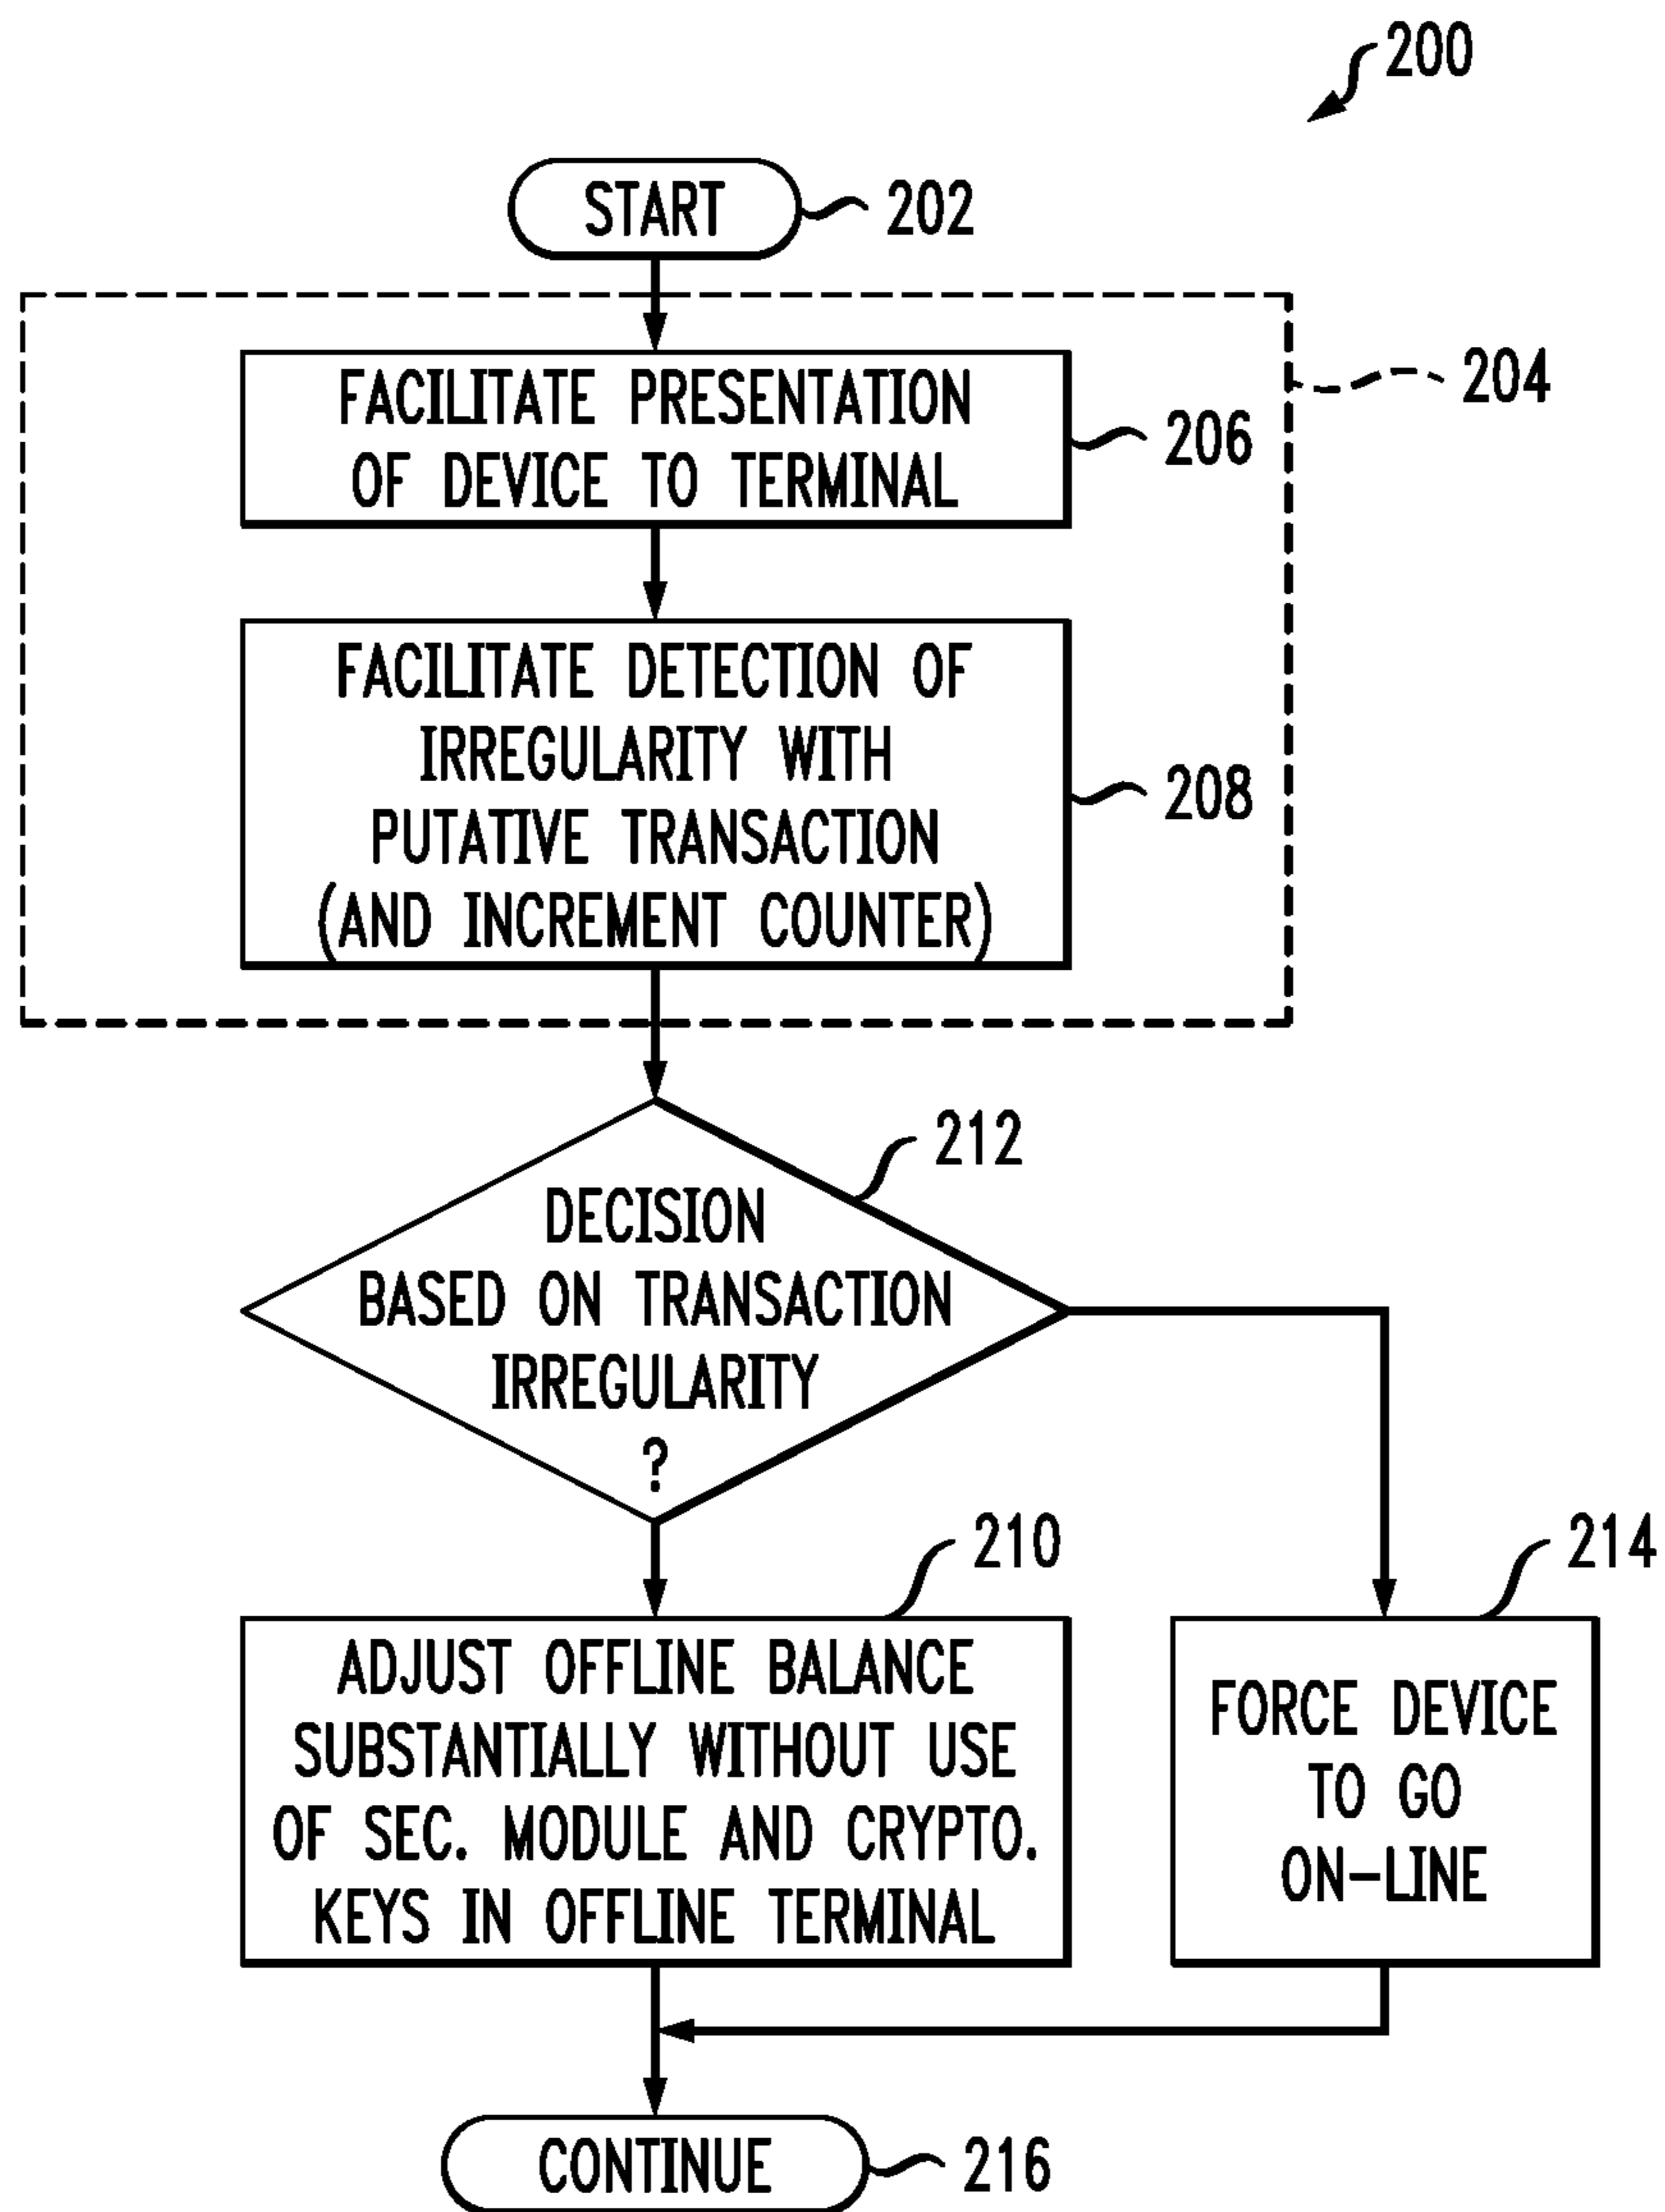 200
START
202
204
FACILITATE PRESENTATION
OF DEVICE TO TERMINAL
206
FACILITATE DETECTION OF
IRREGULARITY WITH
PUTATIVE TRANSACTION
(AND INCREMENT COUNTER)
208
212
DECISION
BASED ON TRANSACTION
IRREGULARITY
?
210
ADJUST OFFLINE BALANCE
SUBSTANTIALLY WITHOUT USE
OF SEC. MODULE AND CRYPTO.
KEYS IN OFFLINE TERMINAL
214
FORCE DEVICE
TO GO
ON-LINE
CONTINUE
216